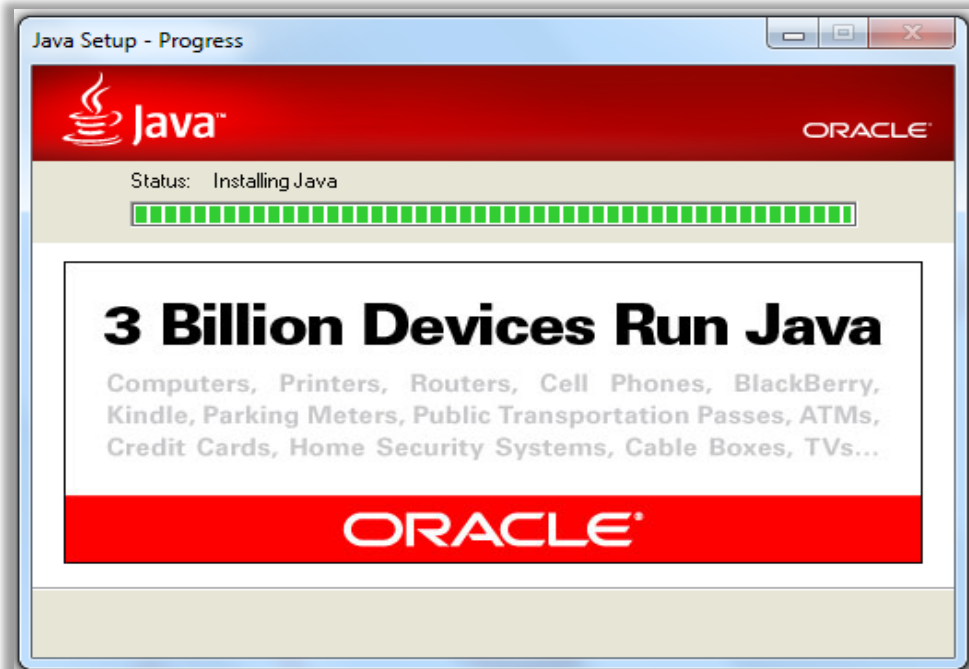 Java Setup - Progress
Java™
ORACLE®
Status: Installing Java
3 Billion Devices Run Java
Computers, Printers, Routers, Cell Phones, BlackBerry,
Kindle, Parking Meters, Public Transportation Passes, ATMs,
Credit Cards, Home Security Systems, Cable Boxes, TVs...
ORACLE®